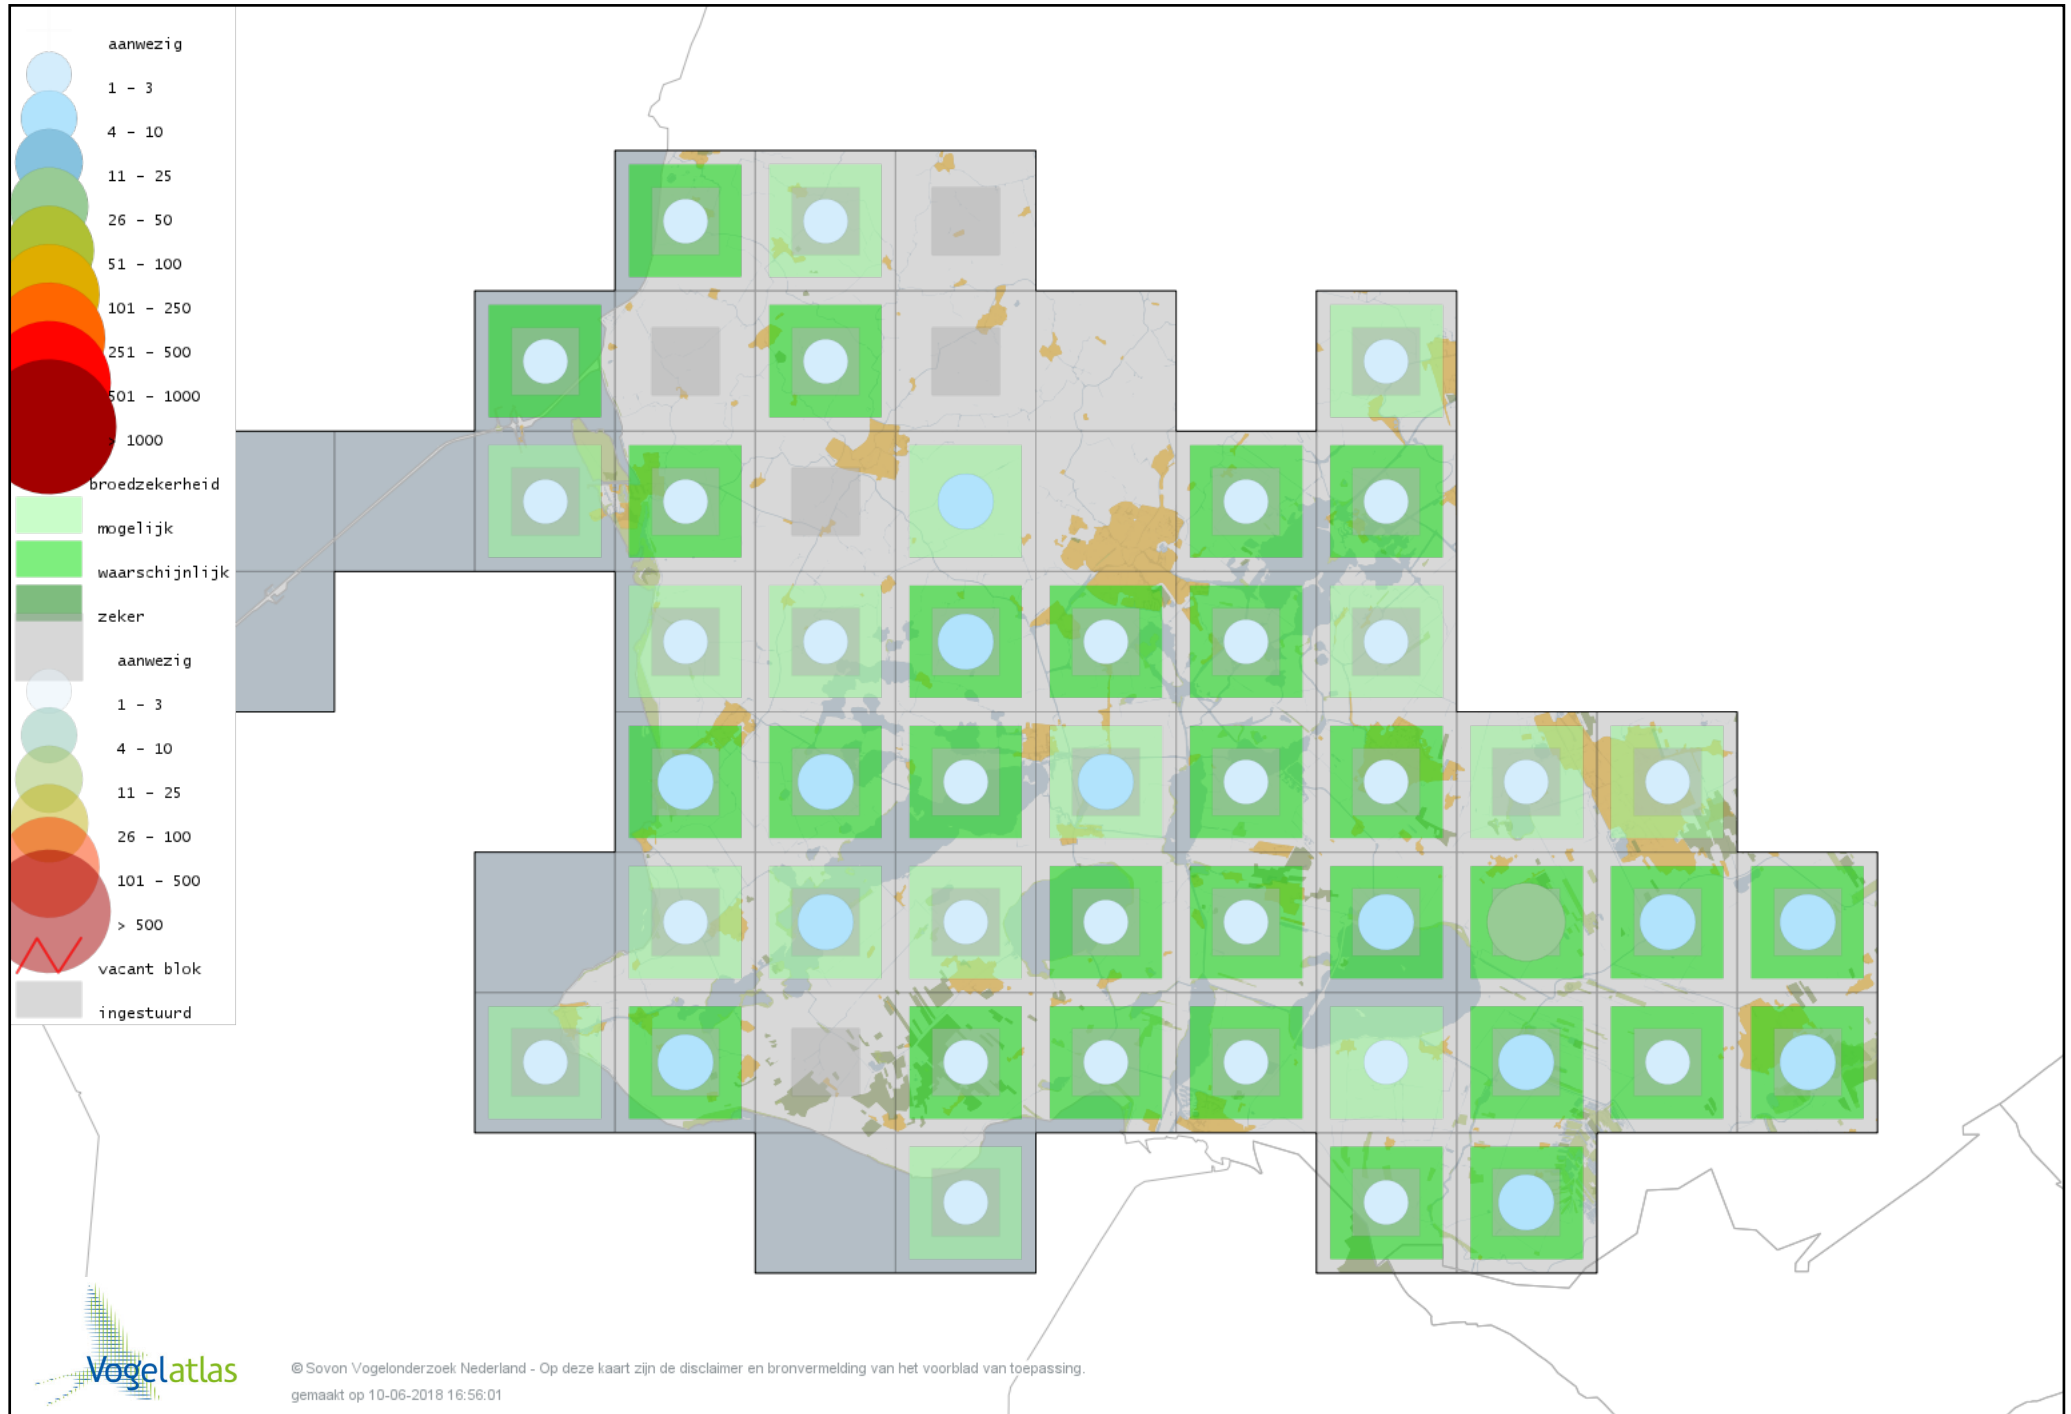 aanwezig
1 - 3
4 - 10
11 - 25
26 - 50
51 - 100
101 - 250
251 - 500
501 - 1000
> 1000
broedzekerheid
mogelijk
waarschijnlijk
zeker
aanwezig
1 - 3
4 - 10
11 - 25
26 - 100
101 - 500
> 500
vacant blok
ingestuurd
Vogelatlas
© Sovon Vogelonderzoek Nederland - Op deze kaart zijn de disclaimer en bronvermelding van het voorblad van toepassing.
gemaakt op 10-06-2018 16:56:01